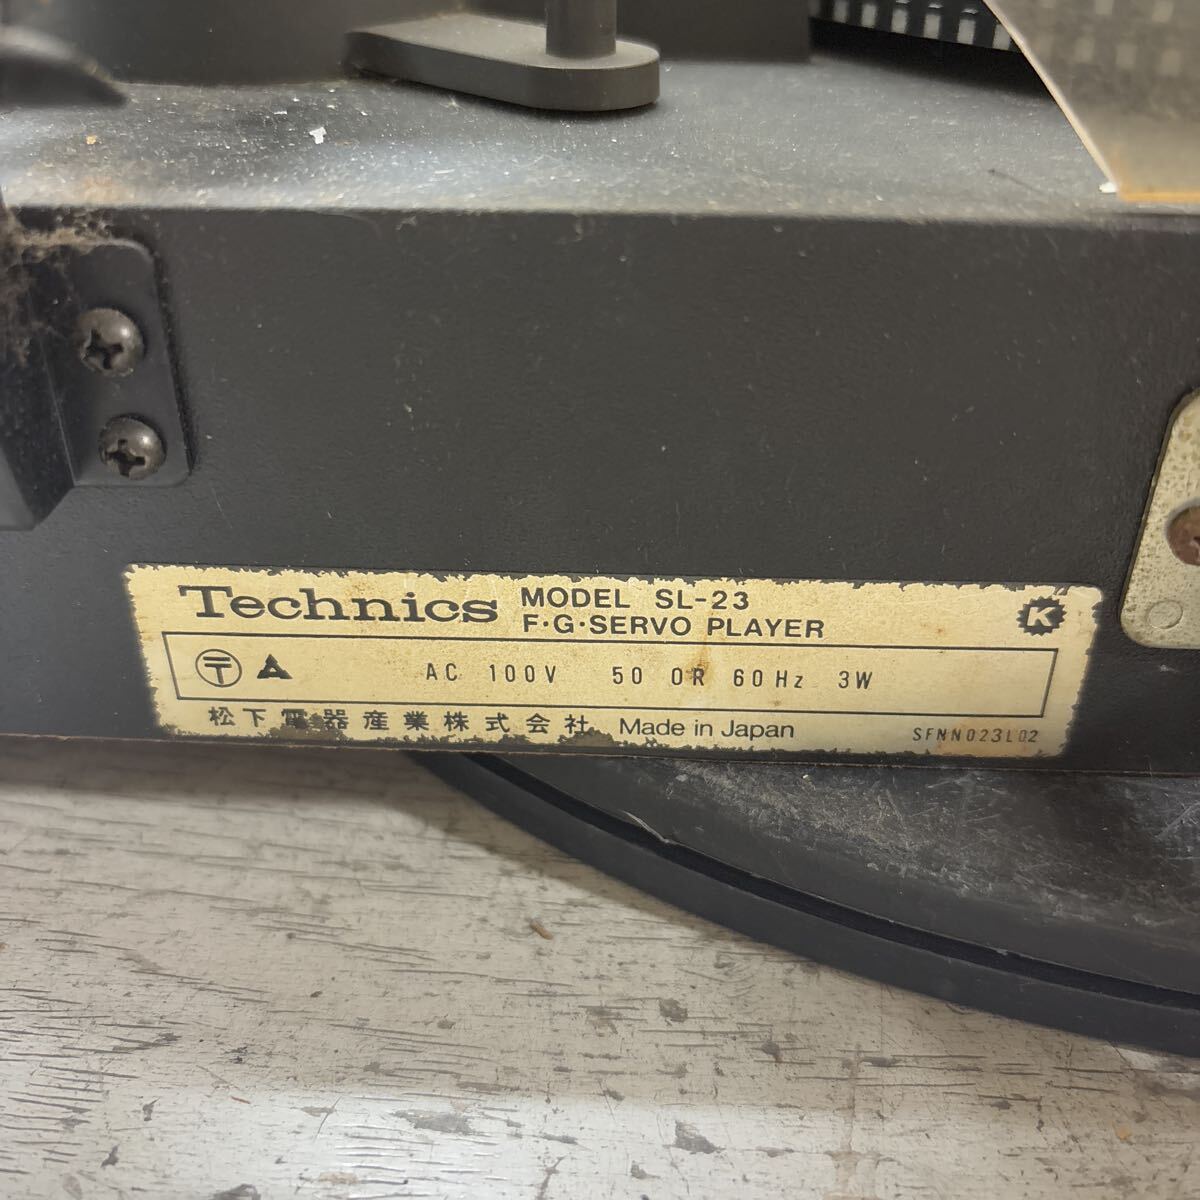 Technics MODEL SL-23
F·G·SERVO PLAYER
K
〒 AC 100V 50 OR 60Hz 3W
松下電器産業株式会社 Made in Japan SFNN023L02